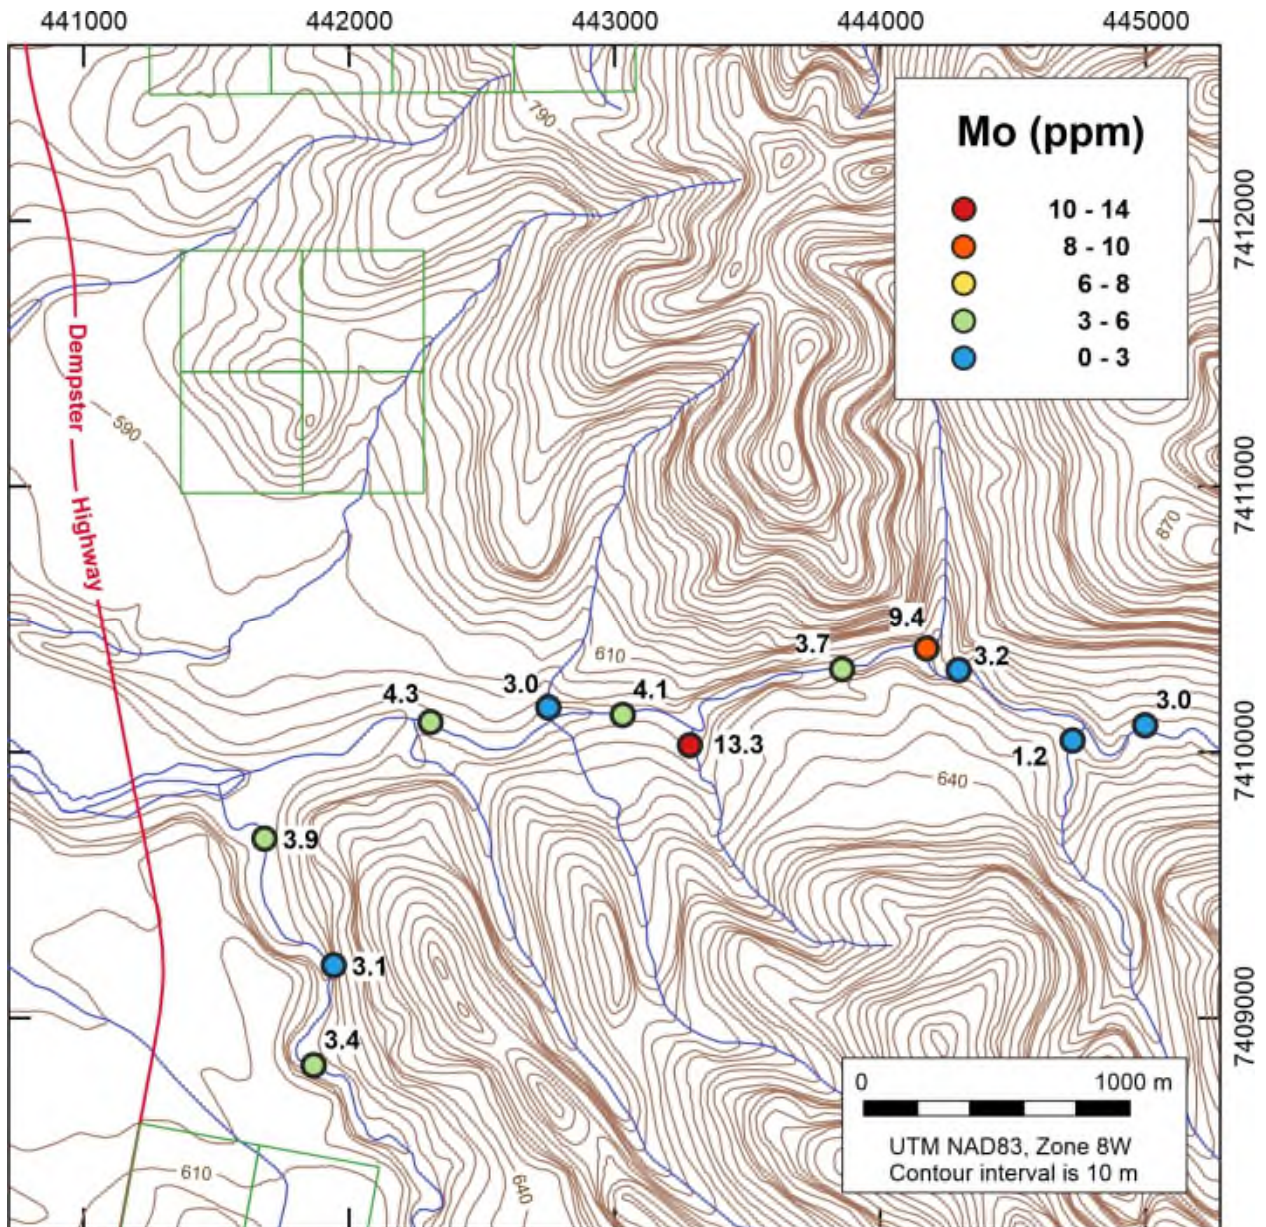 441000 442000 443000 444000 445000
790
Mo (ppm)
10 - 14
8 - 10
6 - 8
3 - 6
0 - 3
7412000
Dempster
590
Highway
7411000
870
9.4
3.7
610
3.2
4.3
3.0
4.1
3.0
13.3
1.2
7410000
640
3.9
3.1
3.4
7409000
0 1000 m
UTM NAD83, Zone 8W
Contour interval is 10 m
610
640